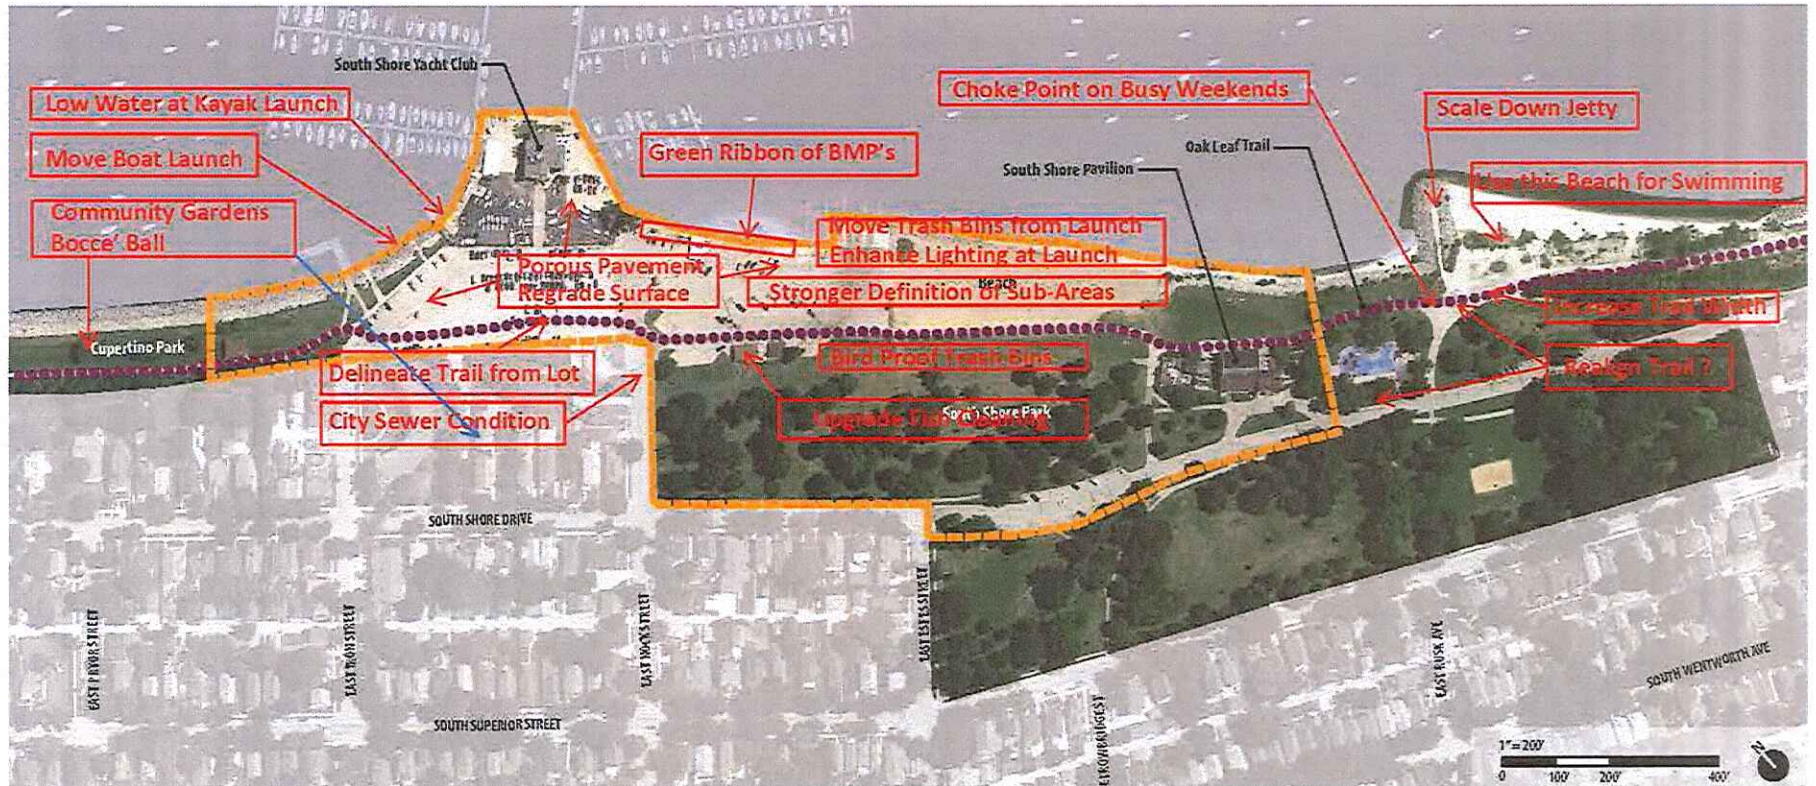 South Shore Yacht Club
Low Water at Kayak Launch
Move Boat Launch
Community Gardens
Bocce' Ball
Green Ribbon of BMP's
Choke Point on Busy Weekends
Scale Down Jetty
Oak Leaf Trail
South Shore Pavilion
Use this Beach for Swimming
Move Trash Bins from Launch
Enhance Lighting at Launch
Porous Pavement
Regrade Surface
Beach
Stronger Definition of Sub-Areas
Increase Trail Width
Cupertino Park
Delineate Trail from Lot
Bird Proof Trash Bins
Realign Trail ?
City Sewer Condition
South Shore Park
Upgrade Fish Cleaning
SOUTH SHORE DRIVE
EAST PRYOR STREET
EAST IRON STREET
EAST NOCK STREET
EAST ESTES STREET
EAST RUSK AVE
SOUTH WENTWORTH AVE
SOUTH SUPERIOR STREET
1"=200'
N
0 100' 200' 400'